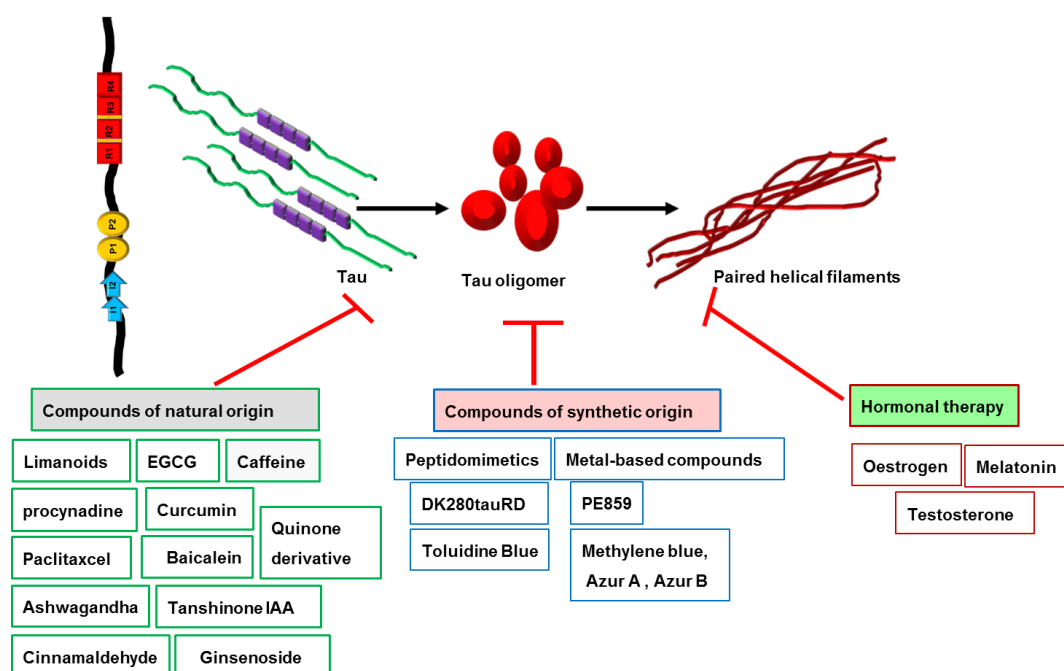 R4
R3
R2
R1
P2
P1
I2
I1
Tau
Tau oligomer
Paired helical filaments
Compounds of natural origin
Compounds of synthetic origin
Hormonal therapy
Limanoids
EGCG
Caffeine
procynadine
Curcumin
Quinone
derivative
Paclitaxcel
Baicalein
Ashwagandha
Tanshinone IAA
Cinnamaldehyde
Ginsenoside
Peptidomimetics
Metal-based compounds
DK280tauRD
PE859
Toluidine Blue
Methylene blue,
Azur A , Azur B
Oestrogen
Melatonin
Testosterone